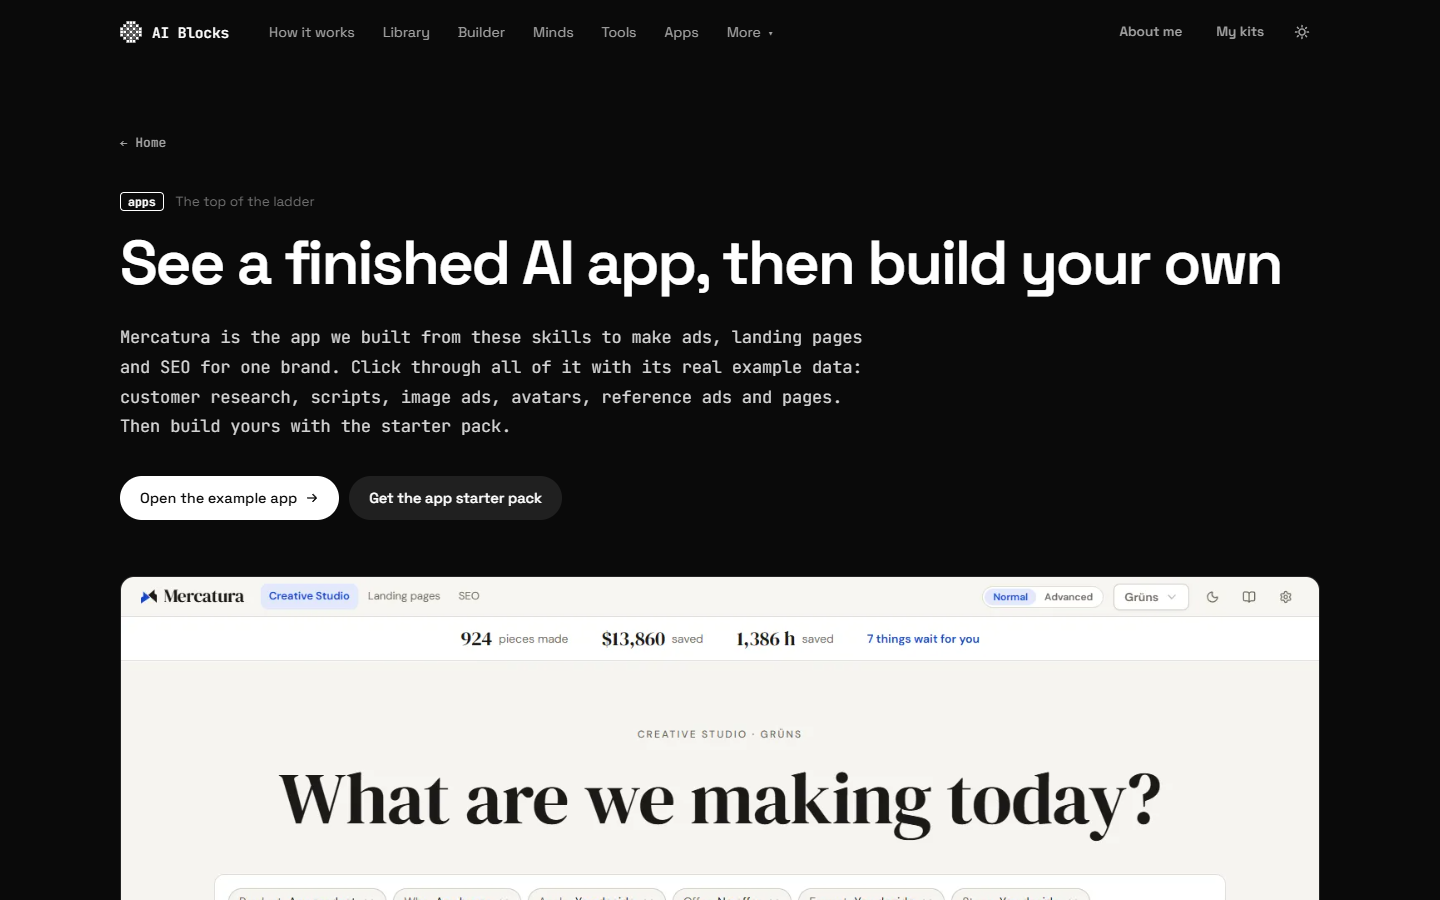 AI Blocks
How it works
Library
Builder
Minds
Tools
Apps
More
About me
My kits
← Home
apps
The top of the ladder
See a finished AI app, then build your own
Mercatura is the app we built from these skills to make ads, landing pages
and SEO for one brand. Click through all of it with its real example data:
customer research, scripts, image ads, avatars, reference ads and pages.
Then build yours with the starter pack.
Open the example app →
Get the app starter pack
Mercatura
Creative Studio
Landing pages
SEO
Normal
Advanced
Grüns
924 pieces made
$13,860 saved
1,386 h saved
7 things wait for you
CREATIVE STUDIO · GRÜNS
What are we making today?